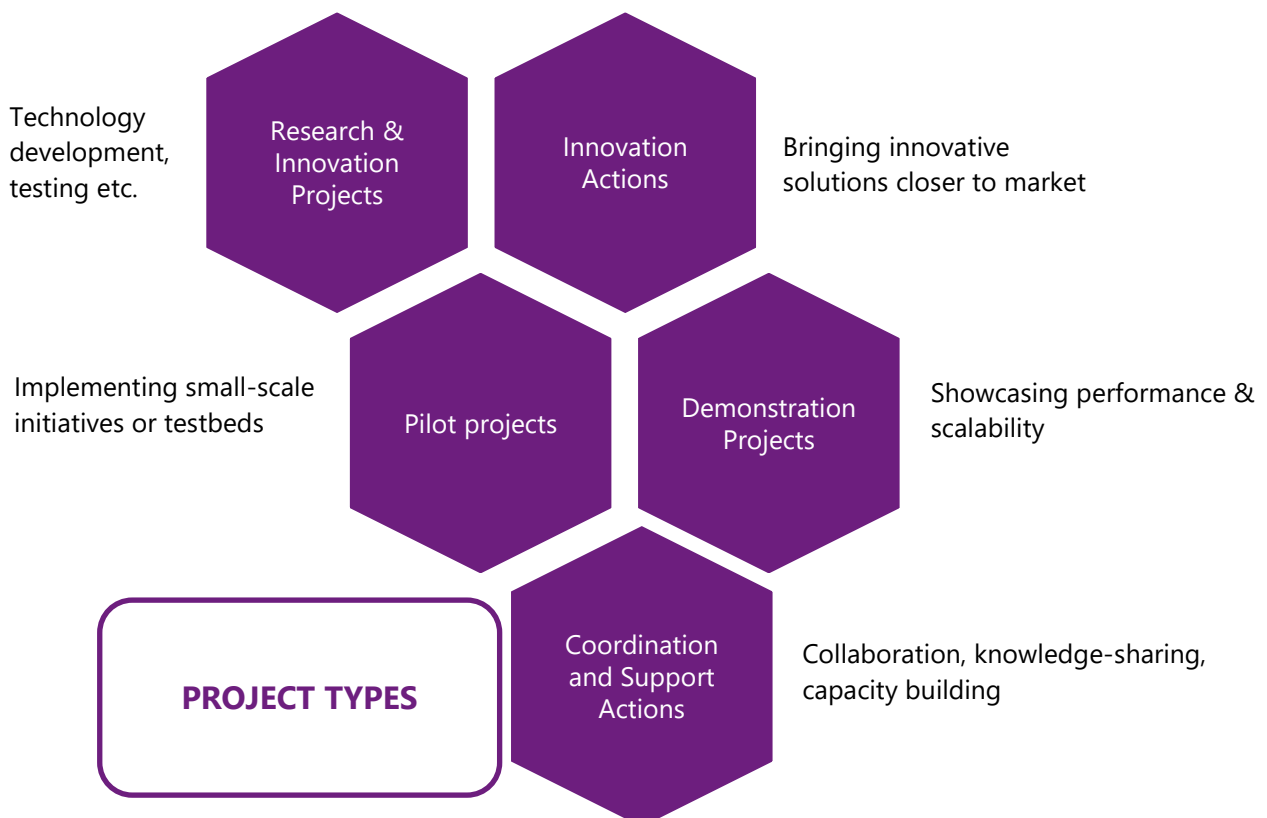 Technology
development,
testing etc.
Research &
Innovation
Projects
Innovation
Actions
Bringing innovative
solutions closer to market
Implementing small-scale
initiatives or testbeds
Pilot projects
Demonstration
Projects
Showcasing performance &
scalability
PROJECT TYPES
Coordination
and Support
Actions
Collaboration, knowledge-sharing,
capacity building